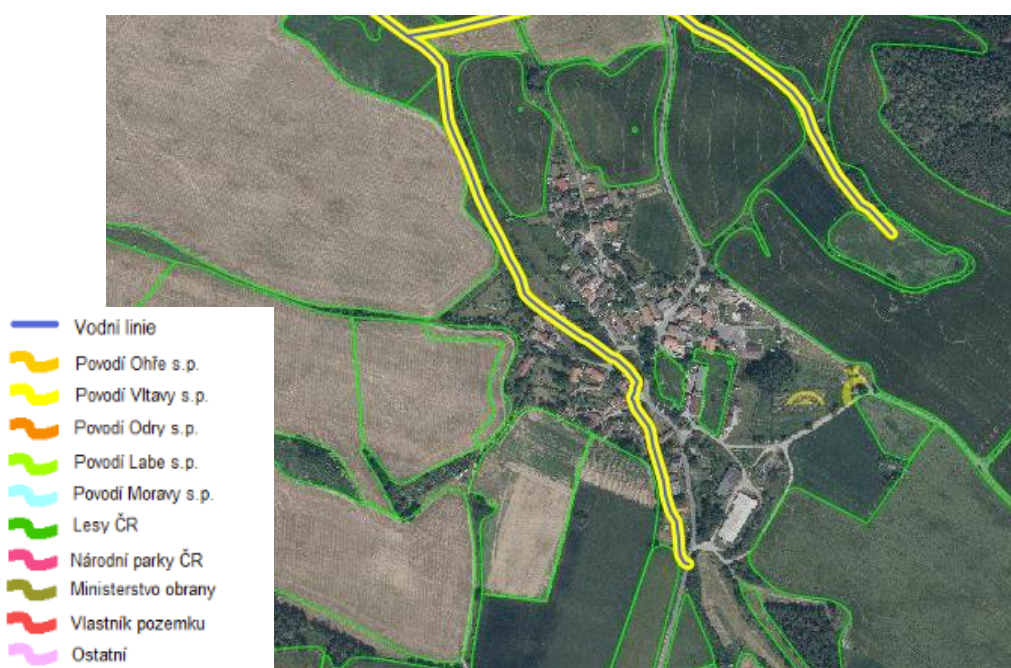 Vodní linie
Povodí Ohře s.p.
Povodí Vltavy s.p.
Povodí Odry s.p.
Povodí Labe s.p.
Povodí Moravy s.p.
Lesy ČR
Národní parky ČR
Ministerstvo obrany
Vlastník pozemku
Ostatní